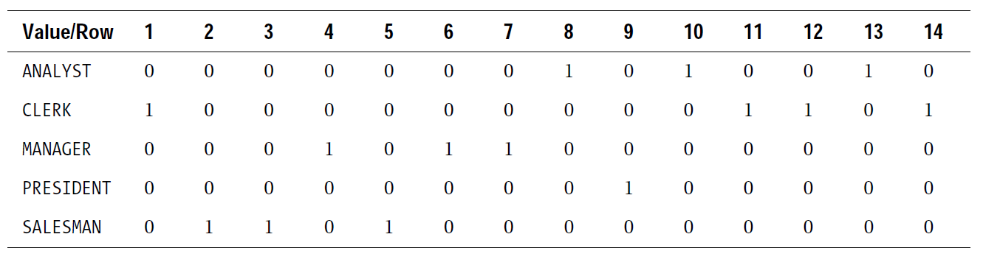 Value/Row 1 2 3 4 5 6 7 8 9 10 11 12 13 14
ANALYST 0 0 0 0 0 0 0 1 0 1 0 0 1 0
CLERK 1 0 0 0 0 0 0 0 0 0 1 1 0 1
MANAGER 0 0 0 1 0 1 1 0 0 0 0 0 0 0
PRESIDENT 0 0 0 0 0 0 0 0 1 0 0 0 0 0
SALESMAN 0 1 1 0 1 0 0 0 0 0 0 0 0 0